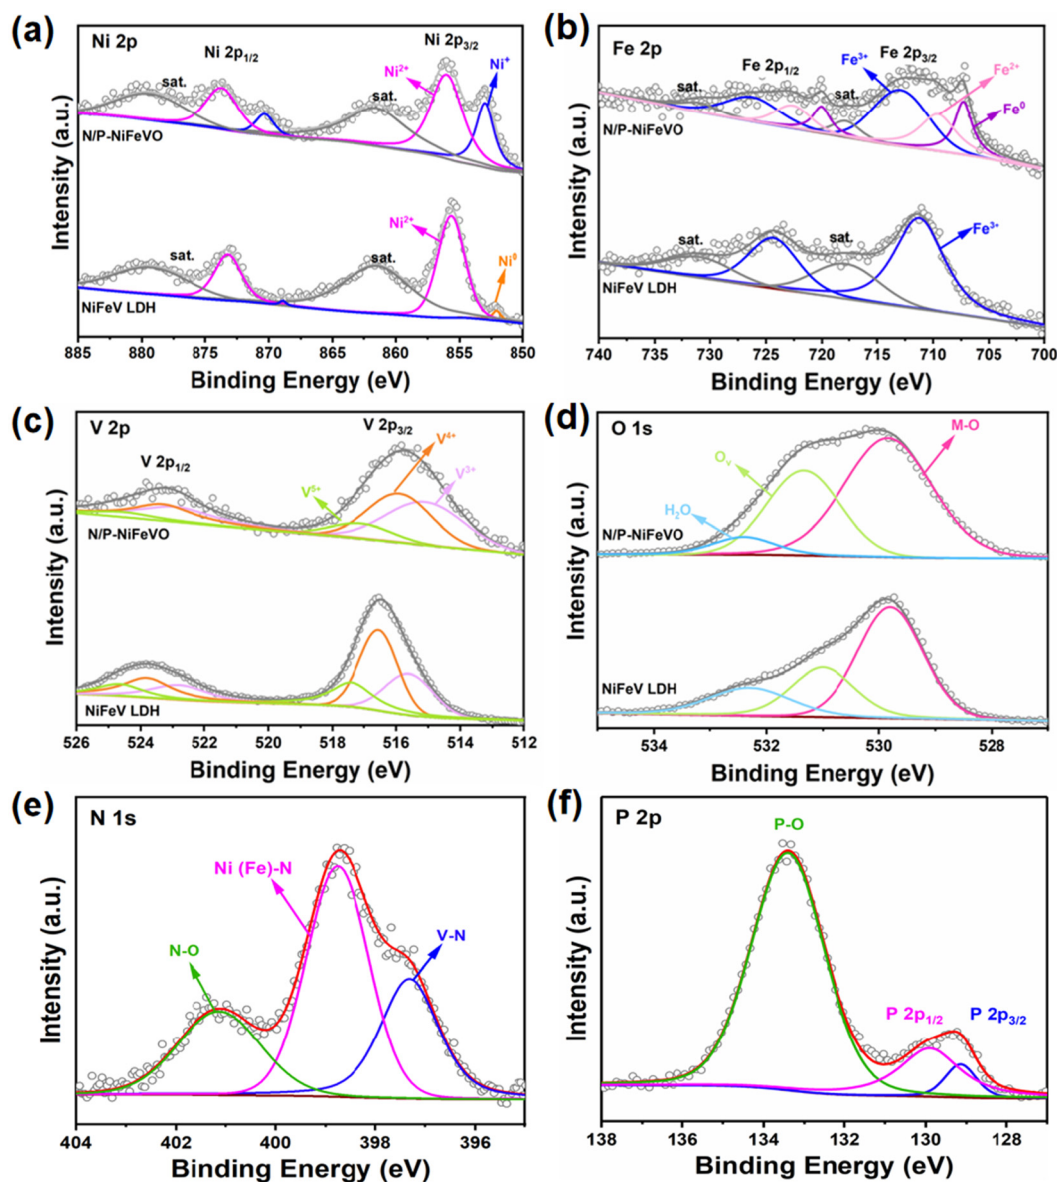 (a)
Ni 2p
Ni 2p1/2
Ni 2p3/2
Ni2+
Ni+
sat.
sat.
N/P-NiFeVO
Ni2+
Ni0
sat.
sat.
NiFeV LDH
Intensity (a.u.)
885 880 875 870 865 860 855 850
Binding Energy (eV)
(b)
Fe 2p
Fe 2p1/2
Fe3+
Fe 2p3/2
Fe2+
Fe0
sat.
sat.
N/P-NiFeVO
Fe3+
sat.
sat.
NiFeV LDH
Intensity (a.u.)
740 735 730 725 720 715 710 705 700
Binding Energy (eV)
(c)
V 2p
V 2p1/2
V 2p3/2
V4+
V3+
V5+
N/P-NiFeVO
NiFeV LDH
Intensity (a.u.)
526 524 522 520 518 516 514 512
Binding Energy (eV)
(d)
O 1s
M-O
Ov
H2O
N/P-NiFeVO
NiFeV LDH
Intensity (a.u.)
534 532 530 528
Binding Energy (eV)
(e)
N 1s
Ni (Fe)-N
V-N
N-O
Intensity (a.u.)
404 402 400 398 396
Binding Energy (eV)
(f)
P 2p
P-O
P 2p1/2
P 2p3/2
Intensity (a.u.)
138 136 134 132 130 128
Binding Energy (eV)